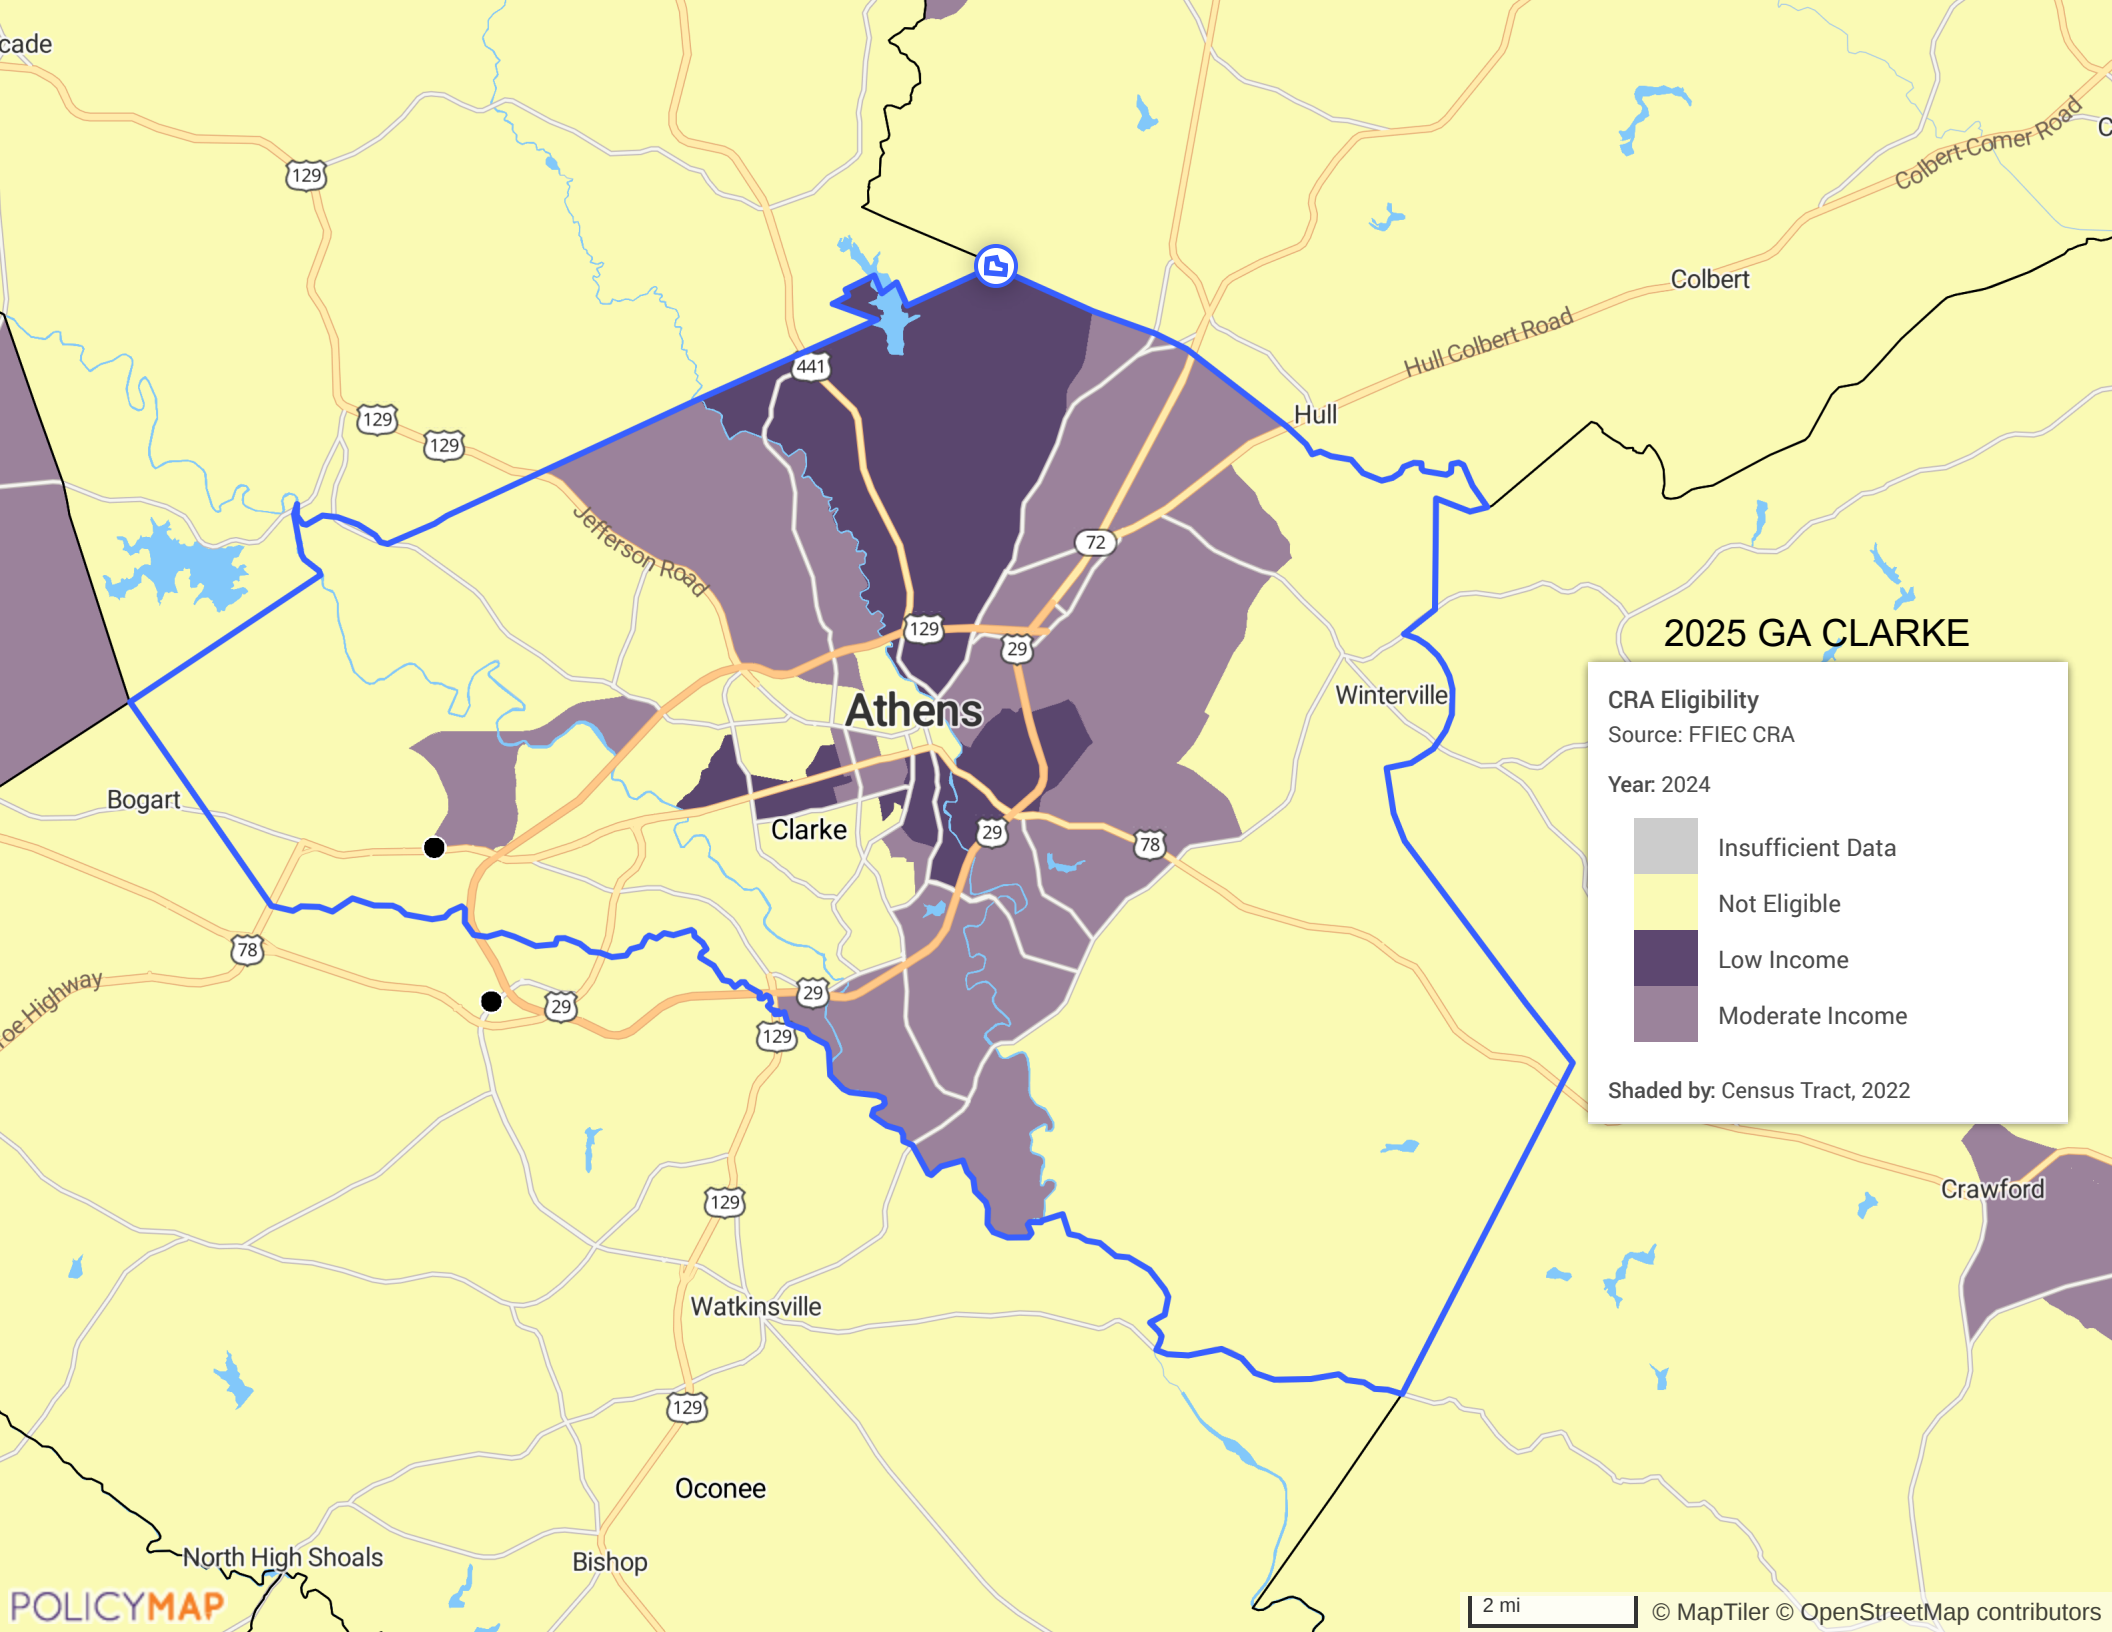 cade
129
Colbert-Comer Road
C
Colbert
Hull Colbert Road
441
Hull
129
129
Jefferson Road
72
129
29
2025 GA CLARKE
Winterville
Athens
CRA Eligibility
Source: FFIEC CRA
Year: 2024
Insufficient Data
Not Eligible
Low Income
Moderate Income
Shaded by: Census Tract, 2022
Bogart
Clarke
29
78
78
oe Highway
29
29
129
Crawford
129
Watkinsville
129
Oconee
North High Shoals
Bishop
POLICYMAP
2 mi
© MapTiler © OpenStreetMap contributors